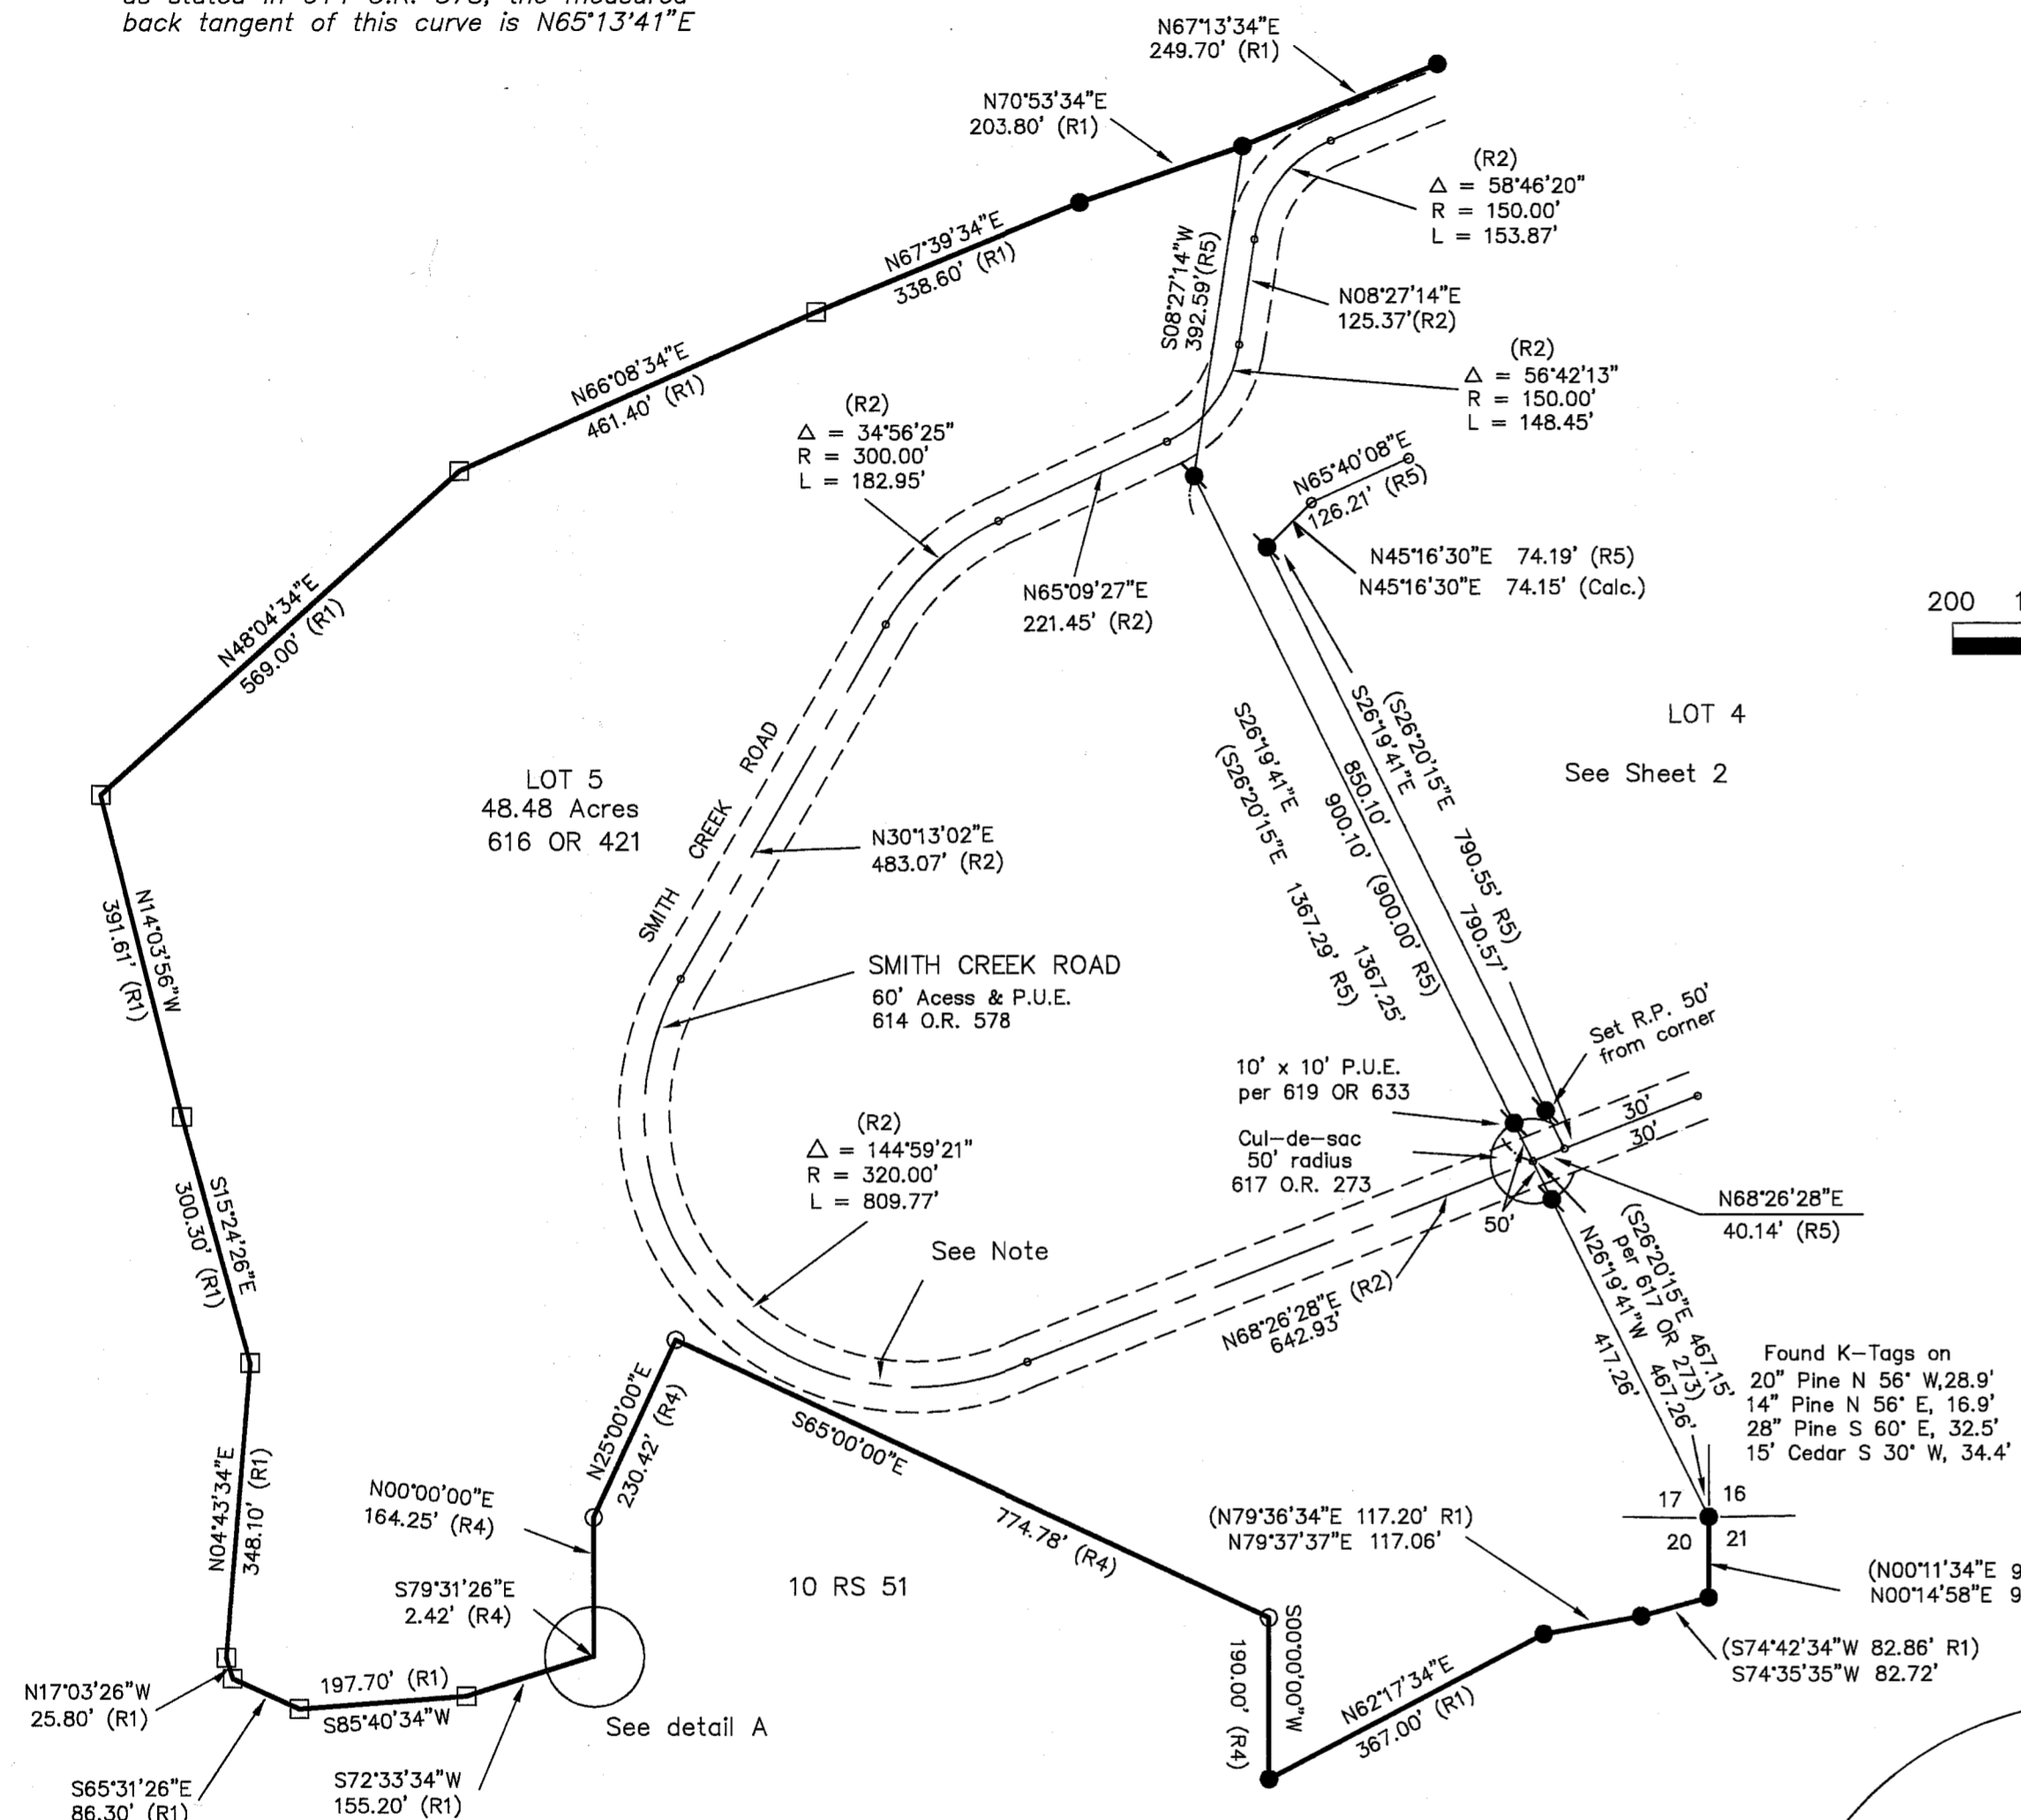 back tangent of this curve is N65°13'41"E
N67°13'34"E
249.70' (R1)
N70°53'34"E
203.80' (R1)
(R2)
Δ = 58°46'20"
R = 150.00'
L = 153.87'
N67°39'34"E
338.60' (R1)
S08°27'14"W
392.59'(R5)
N08°27'14"E
125.37'(R2)
(R2)
Δ = 56°42'13"
R = 150.00'
L = 148.45'
N66°08'34"E
461.40' (R1)
(R2)
Δ = 34°56'25"
R = 300.00'
L = 182.95'
N65°40'08"E
126.21' (R5)
N45°16'30"E 74.19' (R5)
N45°16'30"E 74.15' (Calc.)
N65°09'27"E
221.45' (R2)
200
N48°04'34"E
569.00' (R1)
LOT 4
See Sheet 2
(S26°20'15"E 790.55' R5)
S26°19'41"E 790.57'
850.10'
900.10' (900.00' R5)
S26°19'41"E 1367.25'
(S26°20'15"E 1367.29' R5)
LOT 5
48.48 Acres
616 OR 421
SMITH CREEK ROAD
N30°13'02"E
483.07' (R2)
N14°03'56"W
391.61' (R1)
SMITH CREEK ROAD
60' Acess & P.U.E.
614 O.R. 578
Set R.P. 50'
from corner
10' x 10' P.U.E.
per 619 OR 633
30'
30'
Cul-de-sac
50' radius
617 O.R. 273
(R2)
Δ = 144°59'21"
R = 320.00'
L = 809.77'
S15°24'26"E
300.30' (R1)
50'
N68°26'28"E
40.14' (R5)
See Note
N68°26'28"E (R2)
642.93'
(S26°20'15"E 467.15'
per 617 OR 273)
N26°19'41"W 467.26'
417.26'
Found K-Tags on
20" Pine N 56° W,28.9'
14" Pine N 56° E, 16.9'
28" Pine S 60° E, 32.5'
15' Cedar S 30° W, 34.4'
N25°00'00"E
230.42' (R4)
S65°00'00"E
774.78' (R4)
N04°43'34"E
348.10' (R1)
N00°00'00"E
164.25' (R4)
17 16
20 21
(N79°36'34"E 117.20' R1)
N79°37'37"E 117.06'
(N00°11'34"E 9
N00°14'58"E 9
S79°31'26"E
2.42' (R4)
10 RS 51
S00°00'00"W
190.00' (R4)
(S74°42'34"W 82.86' R1)
S74°35'35"W 82.72'
N62°17'34"E
367.00' (R1)
N17°03'26"W
25.80' (R1)
197.70' (R1)
S85°40'34"W
See detail A
S65°31'26"E
86.30' (R1)
S72°33'34"W
155.20' (R1)